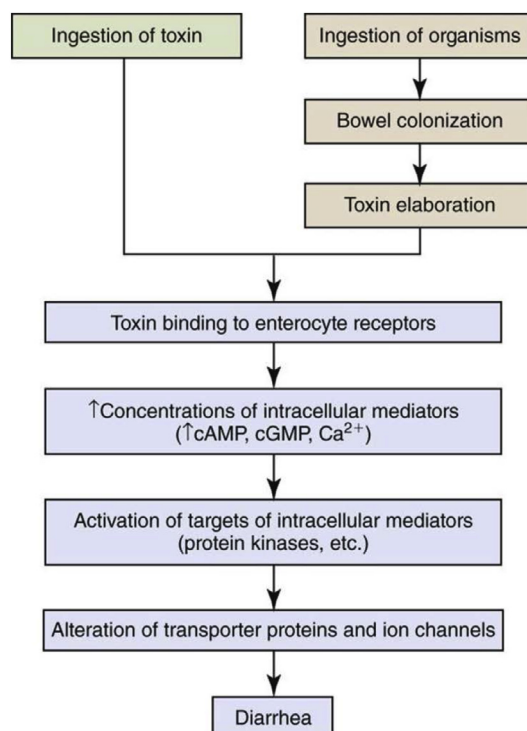 Ingestion of toxin
Ingestion of organisms
Bowel colonization
Toxin elaboration
Toxin binding to enterocyte receptors
↑Concentrations of intracellular mediators
(↑cAMP, cGMP, Ca²⁺)
Activation of targets of intracellular mediators
(protein kinases, etc.)
Alteration of transporter proteins and ion channels
Diarrhea